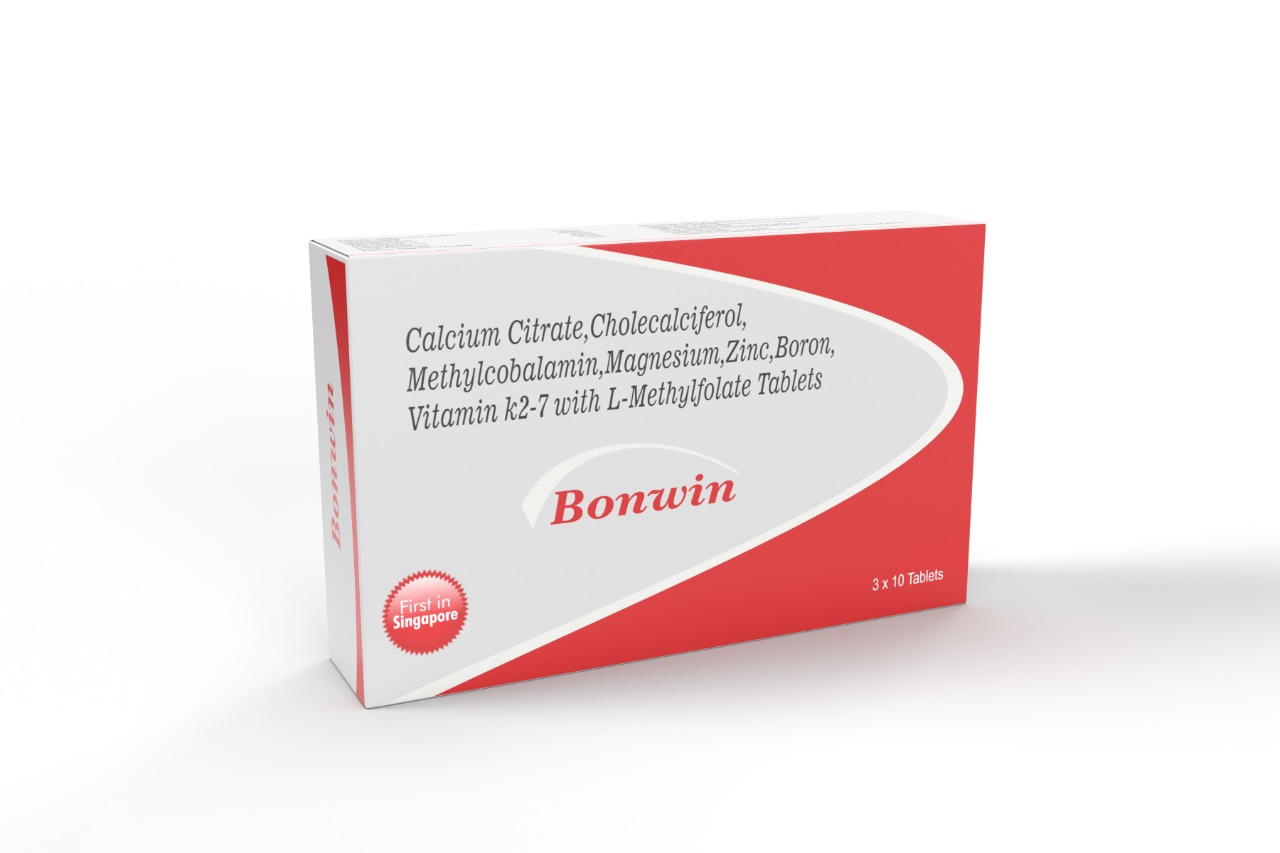 Calcium Citrate,Cholecalciferol,
Methylcobalamin,Magnesium,Zinc,Boron,
Vitamin k2-7 with L-Methylfolate Tablets
Bonwin
Bonwin
First in
Singapore
3 x 10 Tablets